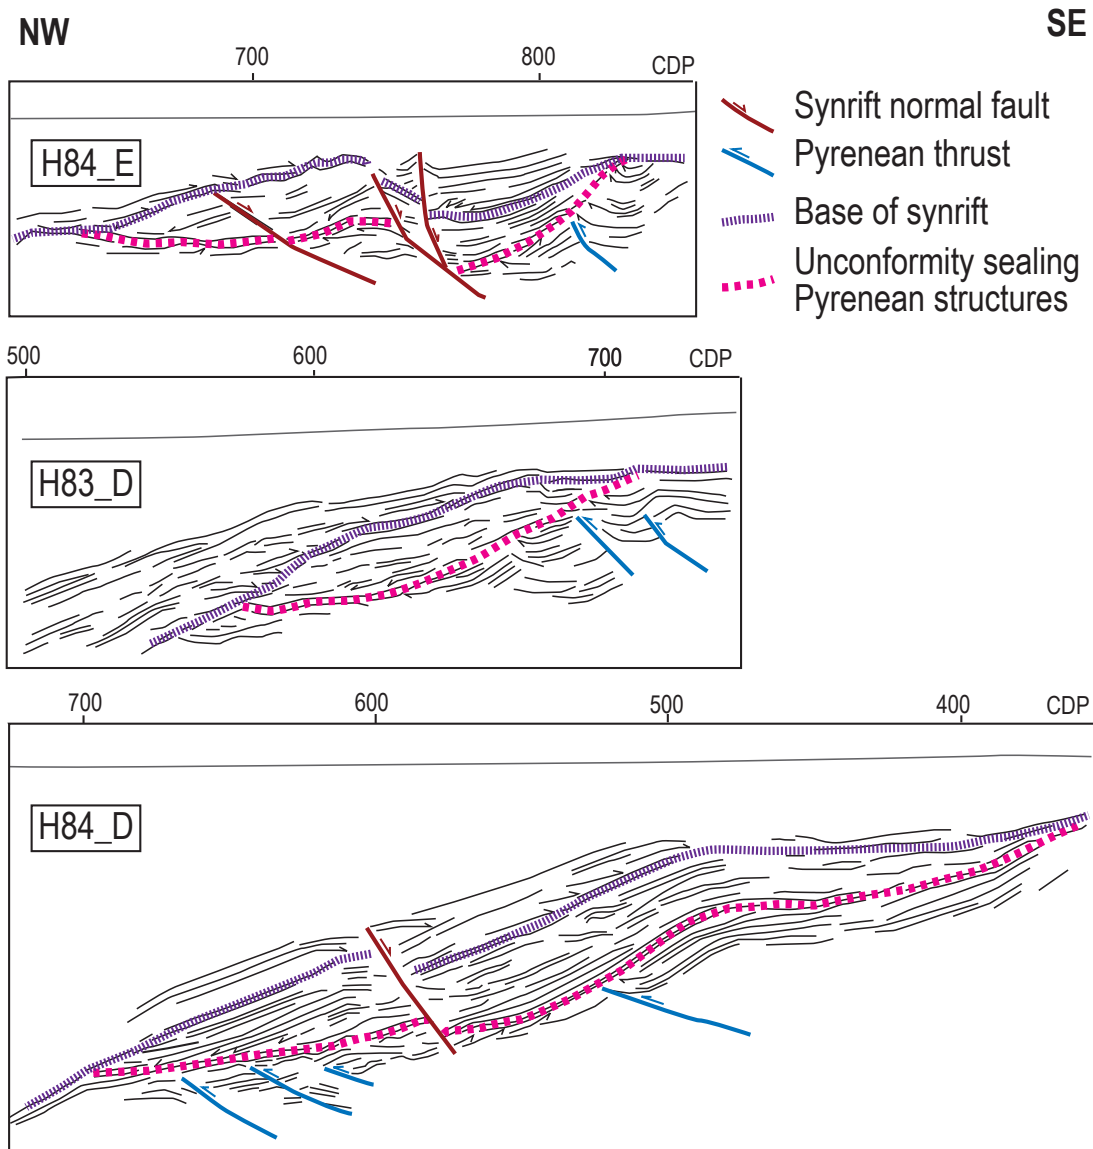 NW
SE
700 800 CDP
H84_E
Synrift normal fault
Pyrenean thrust
Base of synrift
Unconformity sealing
Pyrenean structures
500 600 700 CDP
H83_D
700 600 500 400 CDP
H84_D